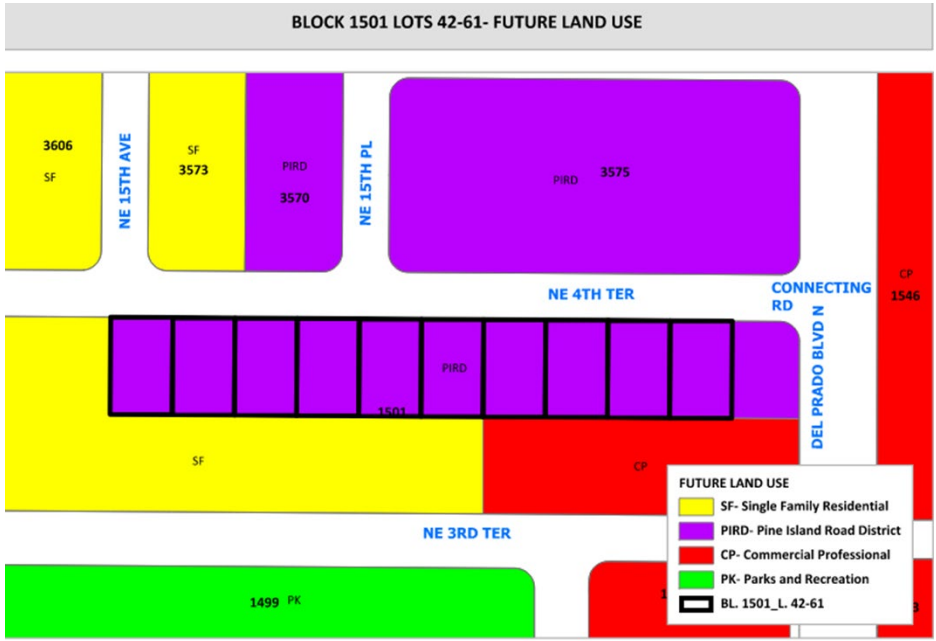 BLOCK 1501 LOTS 42-61- FUTURE LAND USE
3606
SF
NE 15TH AVE
SF
3573
PIRD
3570
NE 15TH PL
PIRD 3575
CP
1546
NE 4TH TER
CONNECTING
RD
DEL PRADO BLVD N
PIRD
1501
SF
CP
NE 3RD TER
1499 PK
FUTURE LAND USE
SF- Single Family Residential
PIRD- Pine Island Road District
CP- Commercial Professional
PK- Parks and Recreation
BL. 1501_L. 42-61